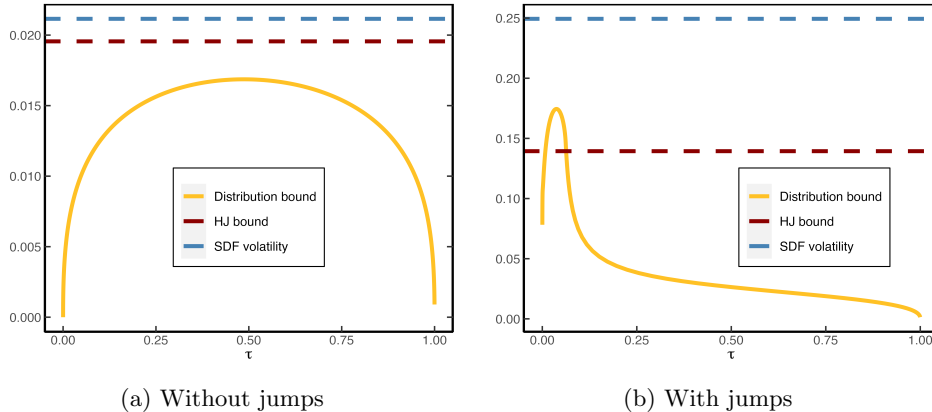 0.020
0.015
0.010
0.005
0.000
Distribution bound
HJ bound
SDF volatility
0.00 0.25 0.50 0.75 1.00
τ
(a) Without jumps
0.25
0.20
0.15
0.10
0.05
0.00
Distribution bound
HJ bound
SDF volatility
0.00 0.25 0.50 0.75 1.00
τ
(b) With jumps